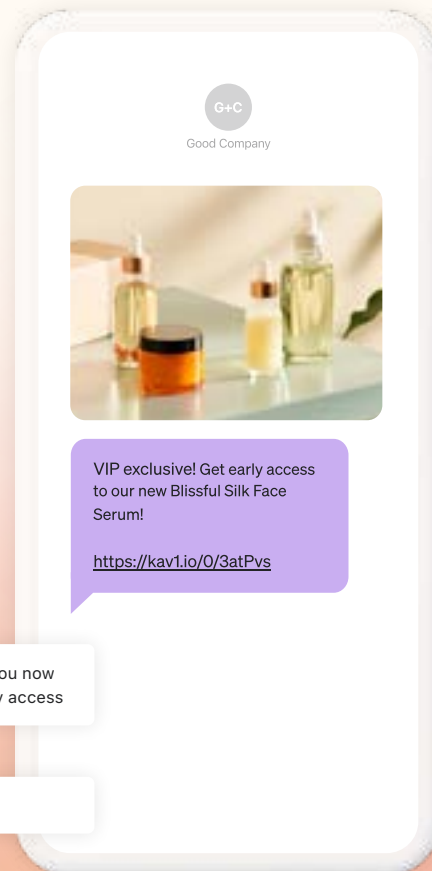 G+C
Good Company
VIP exclusive! Get early access
to our new Blissful Silk Face
Serum!
https://kav1.io/0/3atPvs
ou now
access